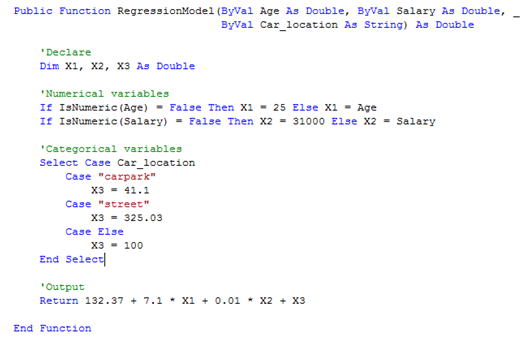 Public Function RegressionModel(ByVal Age As Double, ByVal Salary As Double, _
ByVal Car_location As String) As Double
'Declare
Dim X1, X2, X3 As Double
'Numerical variables
If IsNumeric(Age) = False Then X1 = 25 Else X1 = Age
If IsNumeric(Salary) = False Then X2 = 31000 Else X2 = Salary
'Categorical variables
Select Case Car_location
Case "carpark"
X3 = 41.1
Case "street"
X3 = 325.03
Case Else
X3 = 100
End Select
'Output
Return 132.37 + 7.1 * X1 + 0.01 * X2 + X3
End Function